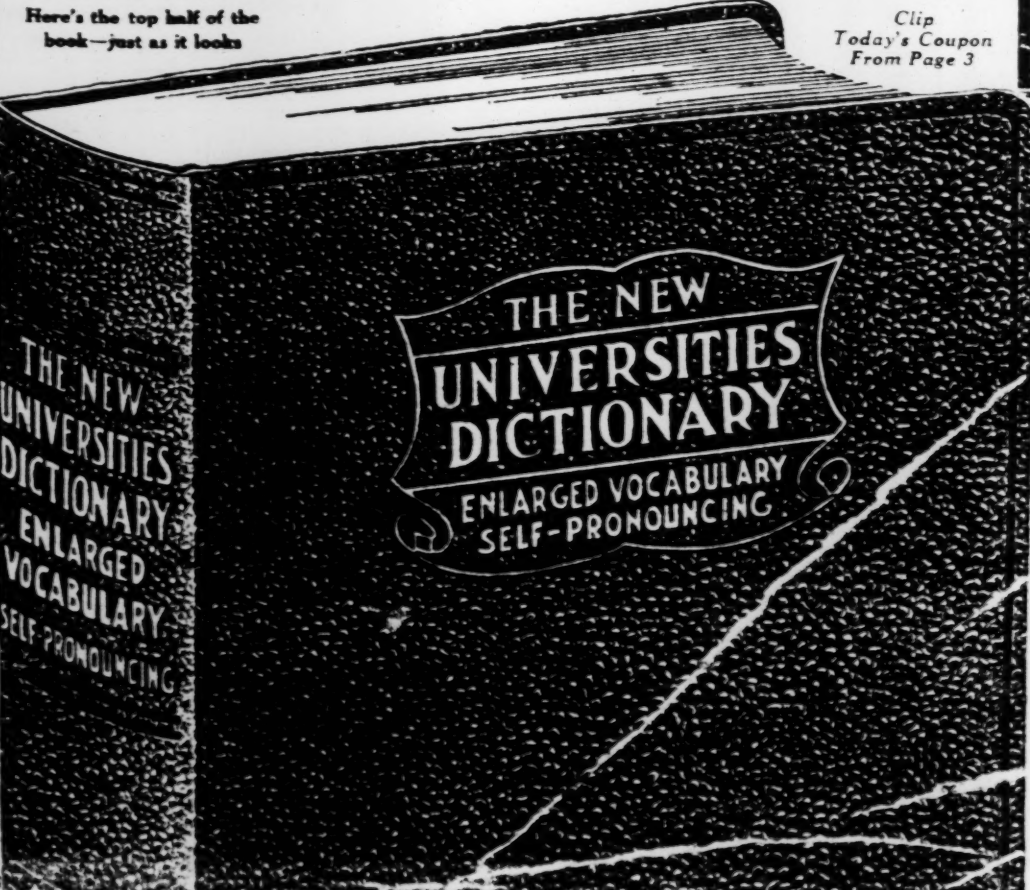 Here's the top half of the
book—just as it looks
Clip
Today's Coupon
From Page 3
THE NEW
UNIVERSITIES
DICTIONARY
ENLARGED VOCABULARY
SELF-PRONOUNCING
THE NEW
UNIVERSITIES
DICTIONARY
ENLARGED
VOCABULARY
SELF PRONOUNCING